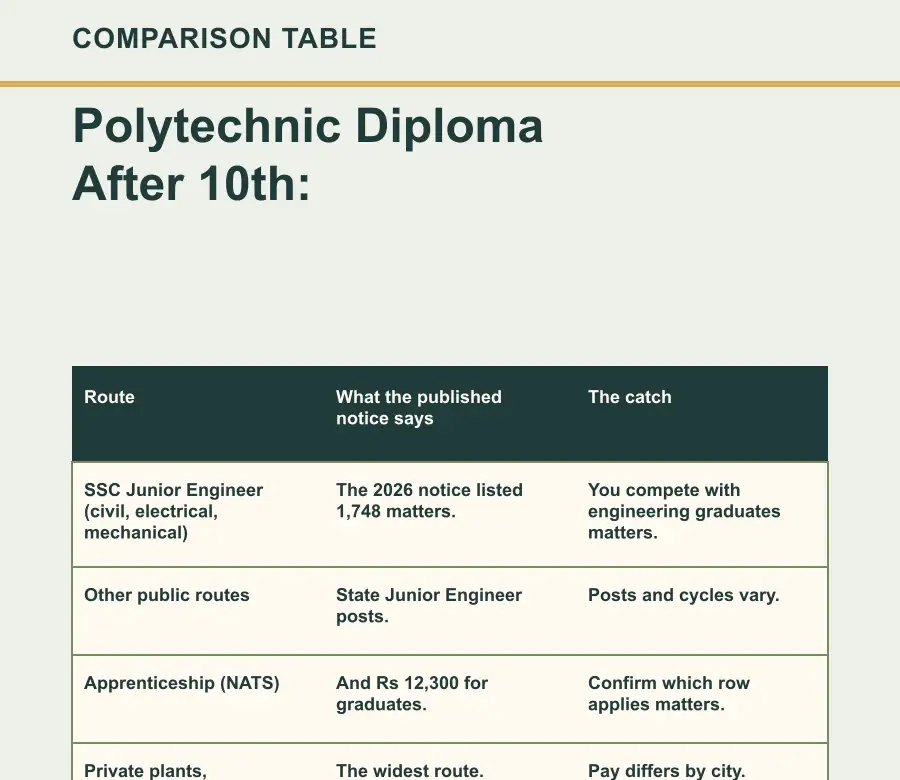 COMPARISON TABLE
Polytechnic Diploma
After 10th:
Route
What the published
notice says
The catch
SSC Junior Engineer
(civil, electrical,
mechanical)
The 2026 notice listed
1,748 matters.
You compete with
engineering graduates
matters.
Other public routes
State Junior Engineer
posts.
Posts and cycles vary.
Apprenticeship (NATS)
And Rs 12,300 for
graduates.
Confirm which row
applies matters.
Private plants,
The widest route.
Pay differs by city.